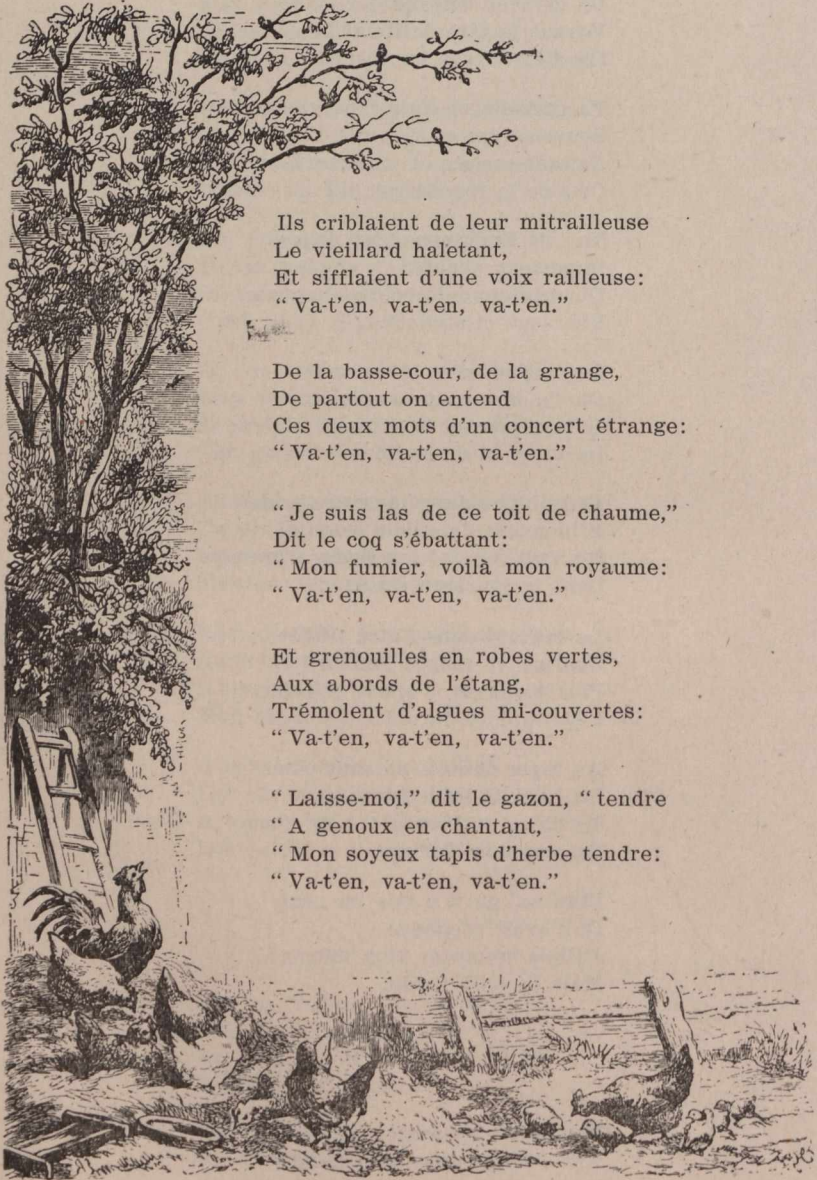 Ils criblaient de leur mitrailleuse
Le vieillard haletant,
Et sifflaient d'une voix railleuse:
“ Va-t'en, va-t'en, va-t'en.”

De la basse-cour, de la grange,
De partout on entend
Ces deux mots d'un concert étrange:
“ Va-t'en, va-t'en, va-t'en.”

“ Je suis las de ce toit de chaume,”
Dit le coq s'ébattant:
“ Mon fumier, voilà mon royaume:
“ Va-t'en, va-t'en, va-t'en.”

Et grenouilles en robes vertes,
Aux abords de l'étang,
Trémolent d'algues mi-couvertes:
“ Va-t'en, va-t'en, va-t'en.”

“ Laisse-moi,” dit le gazon, “ tendre
“ A genoux en chantant,
“ Mon soyeux tapis d'herbe tendre:
“ Va-t'en, va-t'en, va-t'en.”